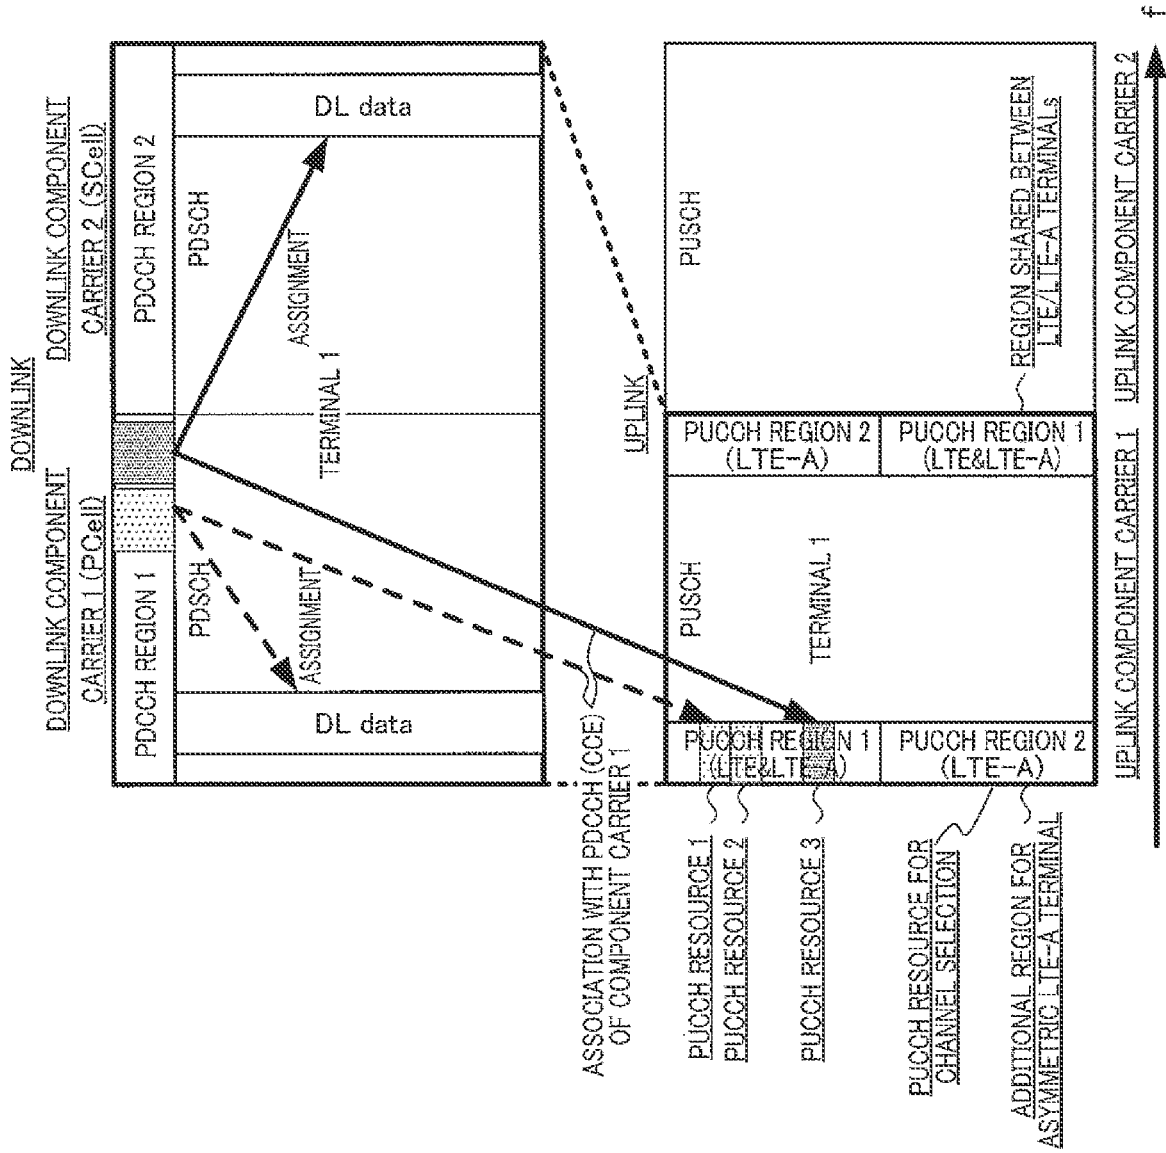 DOWNLINK
DOWNLINK COMPONENT
CARRIER 1 (PCell)
DOWNLINK COMPONENT
CARRIER 2 (SCell)
PDCCH REGION 1
PDCCH REGION 2
PDSCH
PDSCH
ASSIGNMENT
TERMINAL 1
ASSIGNMENT
DL data
DL data
ASSOCIATION WITH PDCCH (CCE)
OF COMPONENT CARRIER 1
UPLINK
PUCCH RESOURCE 1
PUCCH RESOURCE 2
PUCCH RESOURCE 3
PUCCH REGION 1
(LTE&LTE-A)
PUSCH
TERMINAL 1
PUCCH REGION 2
(LTE-A)
PUSCH
PUCCH RESOURCE FOR
CHANNEL SELECTION
PUCCH REGION 2
(LTE-A)
PUCCH REGION 1
(LTE&LTE-A)
ADDITIONAL REGION FOR
ASYMMETRIC LTE-A TERMINAL
REGION SHARED BETWEEN
LTE/LTE-A TERMINALs
UPLINK COMPONENT CARRIER 1
UPLINK COMPONENT CARRIER 2
f